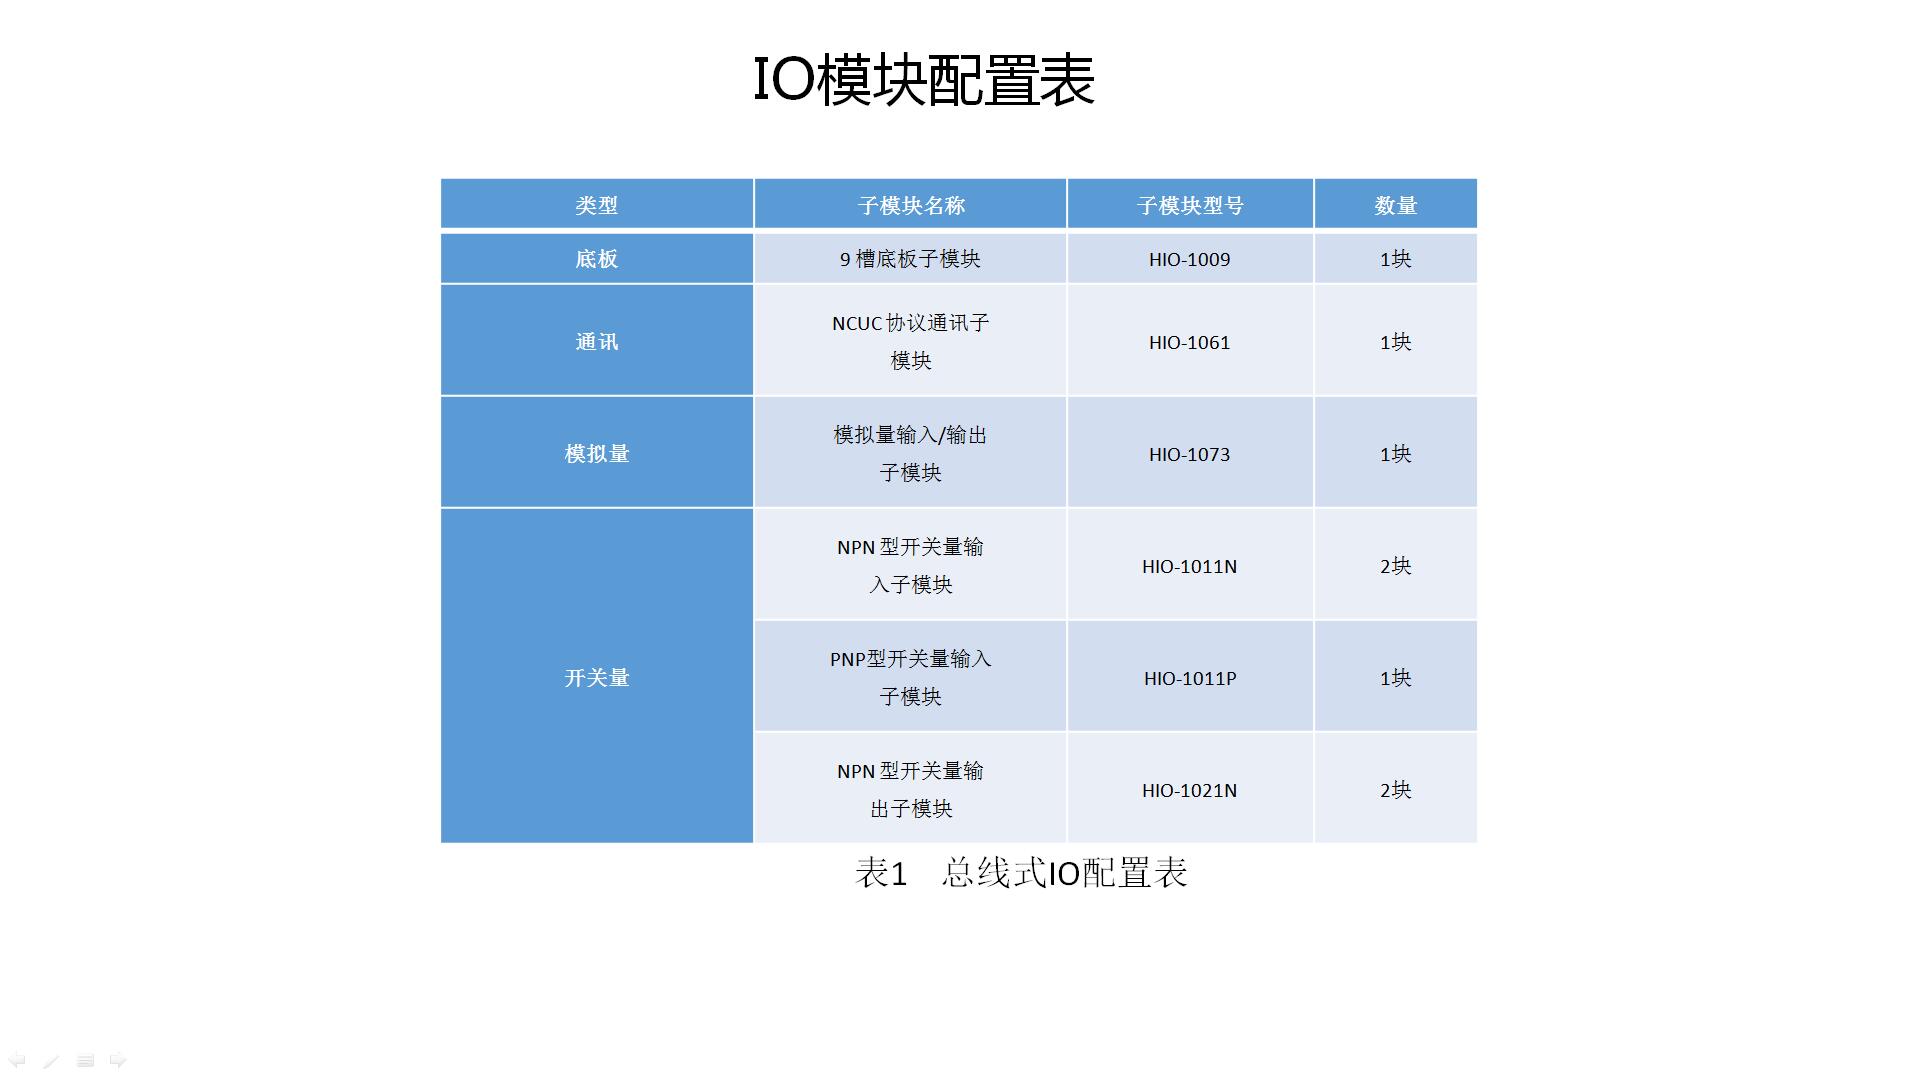 IO模块配置表
类型 子模块名称 子模块型号 数量
底板 9 槽底板子模块 HIO-1009 1块
通讯 NCUC 协议通讯子
模块 HIO-1061 1块
模拟量 模拟量输入/输出
子模块 HIO-1073 1块
开关量 NPN 型开关量输
入子模块 HIO-1011N 2块
PNP型开关量输入
子模块 HIO-1011P 1块
NPN 型开关量输
出子模块 HIO-1021N 2块
表1 总线式IO配置表